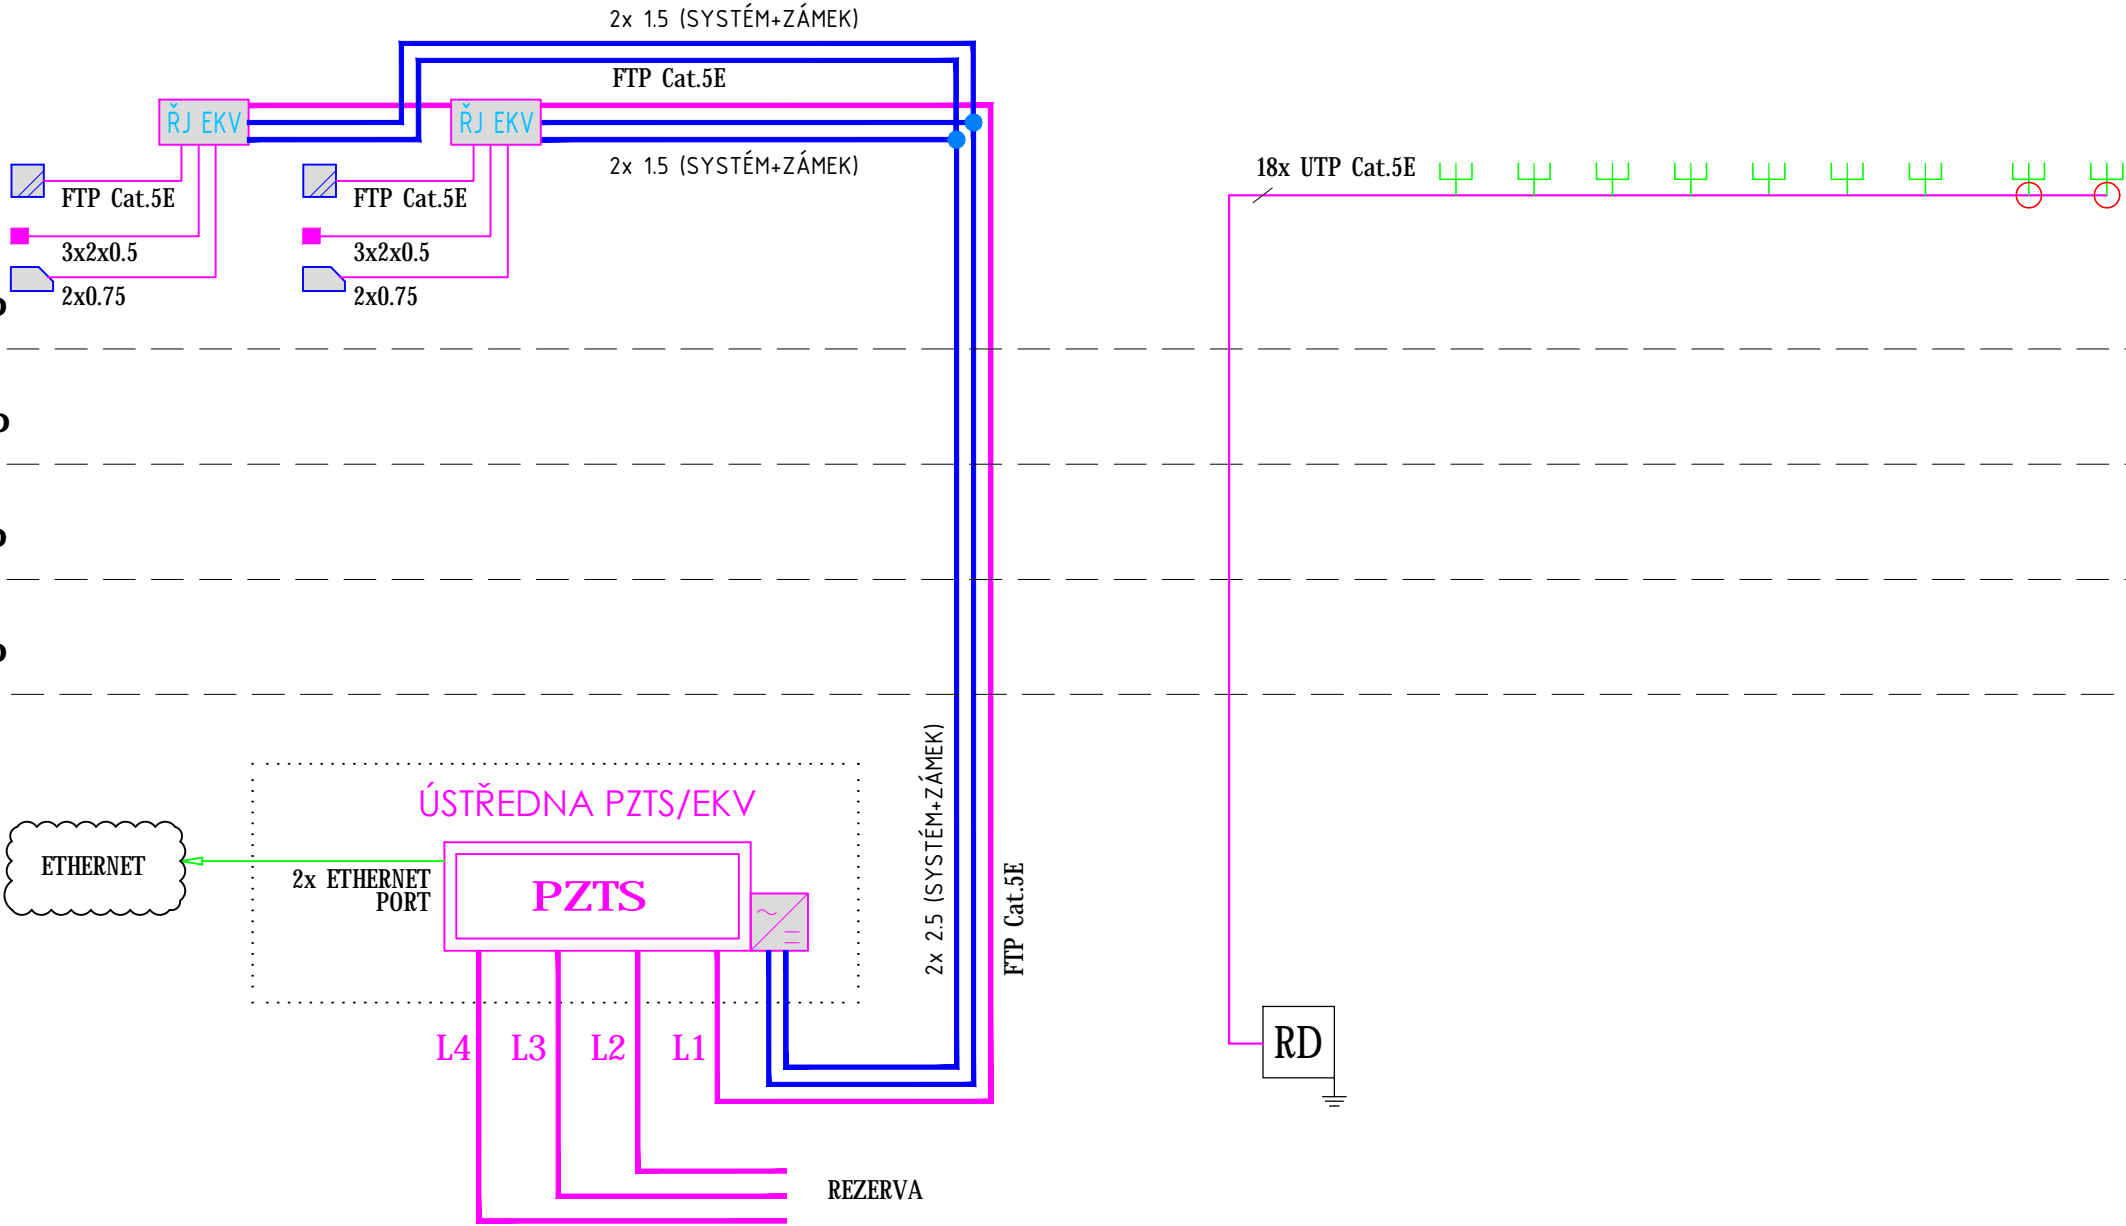 2x 1.5 (SYSTÉM+ZÁMEK)
FTP Cat.5E
ŘJ EKV
ŘJ EKV
2x 1.5 (SYSTÉM+ZÁMEK)
18x UTP Cat.5E
FTP Cat.5E
FTP Cat.5E
3x2x0.5
3x2x0.5
2x0.75
2x0.75
2x 2.5 (SYSTÉM+ZÁMEK)
FTP Cat.5E
ÚSTŘEDNA PZTS/EKV
ETHERNET
2x ETHERNET
PORT
PZTS
L4
L3
L2
L1
RD
REZERVA